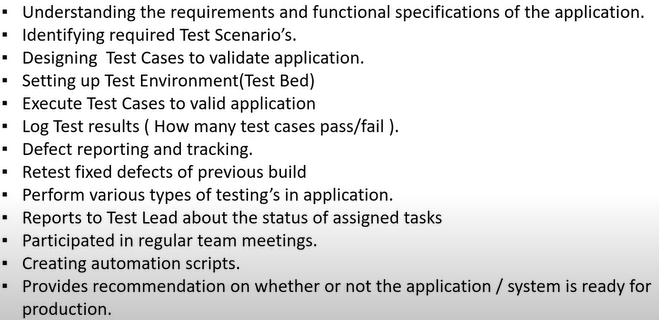 ▪ Understanding the requirements and functional specifications of the application.
▪ Identifying required Test Scenario’s.
▪ Designing  Test Cases to validate application.
▪ Setting up Test Environment(Test Bed)
▪ Execute Test Cases to valid application
▪ Log Test results ( How many test cases pass/fail ).
▪ Defect reporting and tracking.
▪ Retest fixed defects of previous build
▪ Perform various types of testing’s in application.
▪ Reports to Test Lead about the status of assigned tasks
▪ Participated in regular team meetings.
▪ Creating automation scripts.
▪ Provides recommendation on whether or not the application / system is ready for
production.